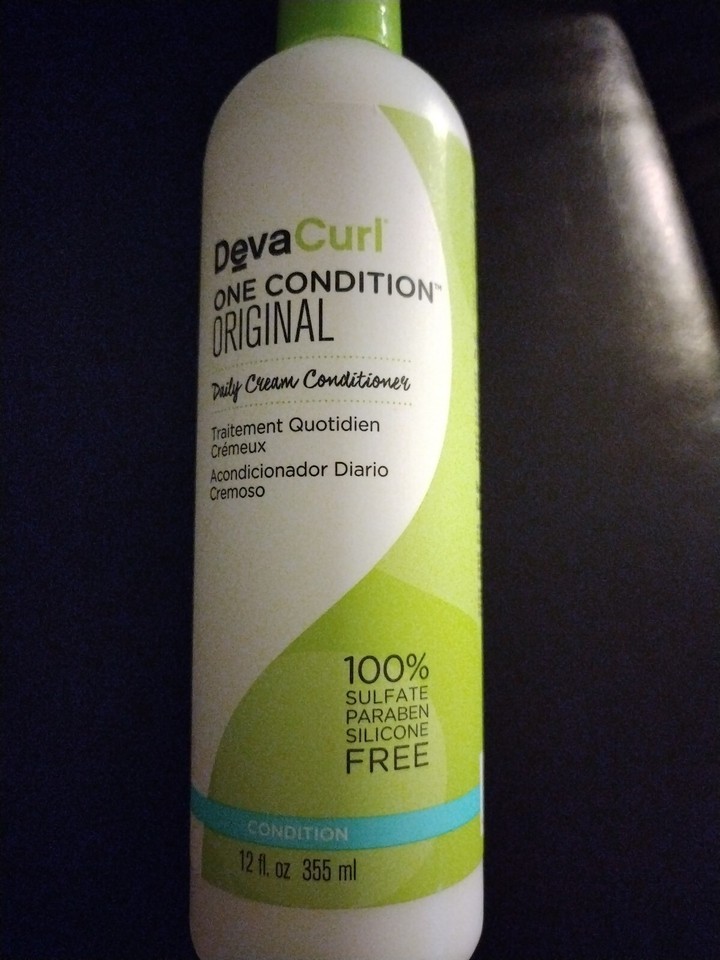 DevaCurl
ONE CONDITION™
ORIGINAL
Daily Cream Conditioner
Traitement Quotidien
Crémeux
Acondicionador Diario
Cremoso
100%
SULFATE
PARABEN
SILICONE
FREE
CONDITION
12 fl. oz 355 ml